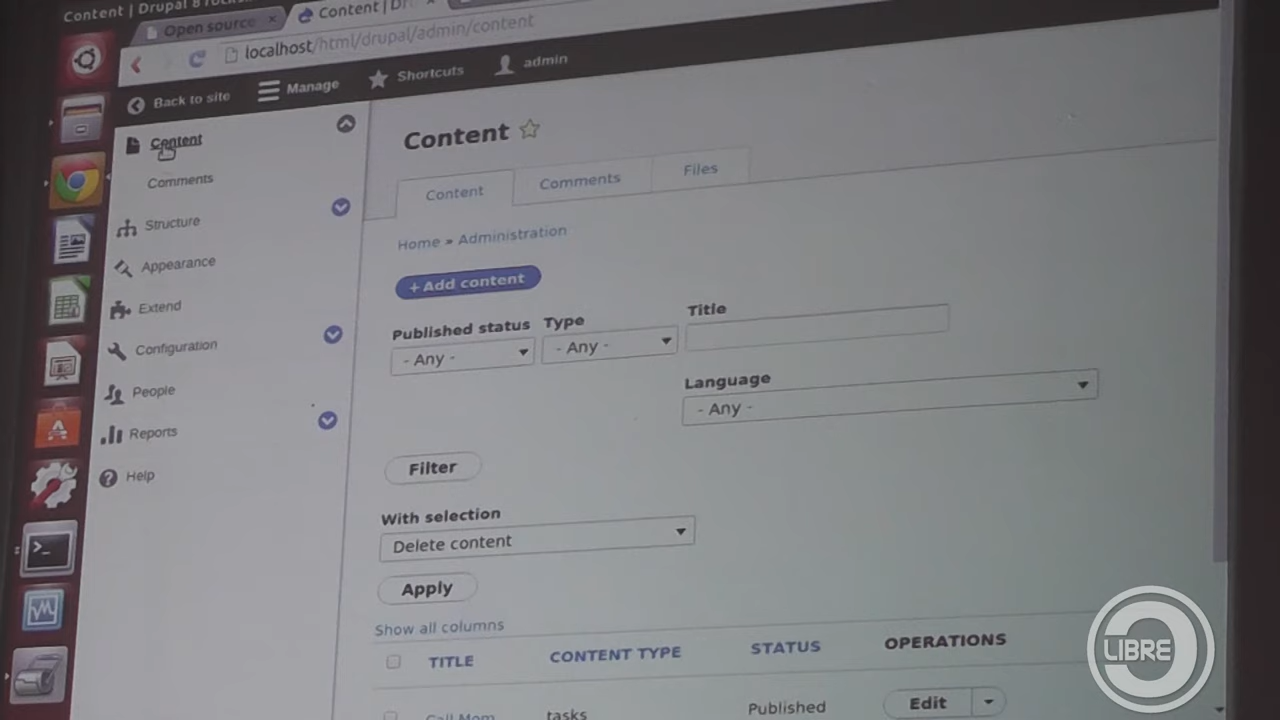 Content | Drupal 8
Open source
Content | Dr
localhost/html/drupal/admin/content
Back to site
Manage
Shortcuts
admin
Content
Comments
Structure
Appearance
Extend
Configuration
People
Reports
Help
Content
Content
Comments
Files
Home » Administration
+ Add content
Published status
Type
Title
- Any -
- Any -
Language
- Any -
Filter
With selection
Delete content
Apply
Show all columns
TITLE
CONTENT TYPE
STATUS
OPERATIONS
Call Mom
tasks
Published
Edit
LIBRE